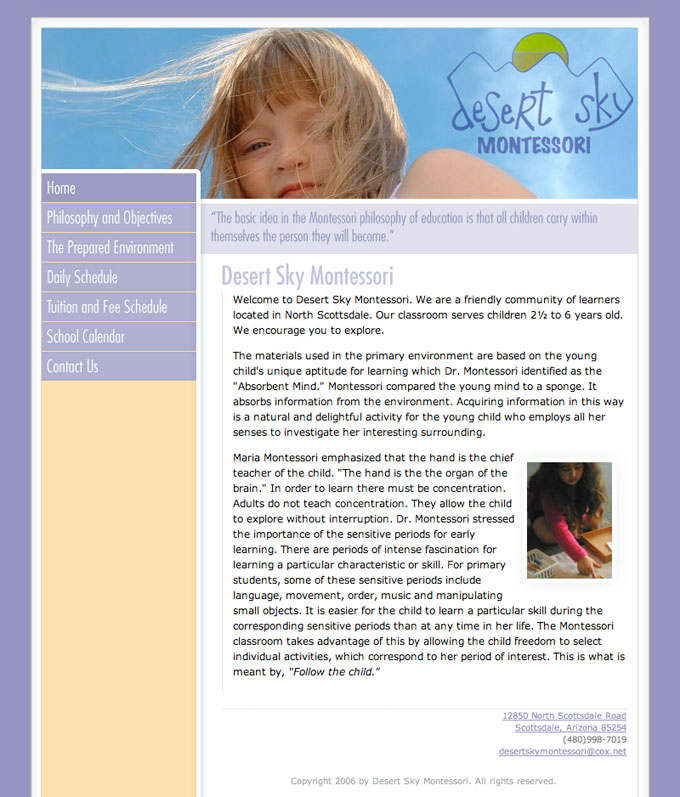 desert sky
MONTESSORI
Home
Philosophy and Objectives
The Prepared Environment
Daily Schedule
Tuition and Fee Schedule
School Calendar
Contact Us
“The basic idea in the Montessori philosophy of education is that all children carry within
themselves the person they will become.”
Desert Sky Montessori
Welcome to Desert Sky Montessori. We are a friendly community of learners
located in North Scottsdale. Our classroom serves children 2½ to 6 years old.
We encourage you to explore.
The materials used in the primary environment are based on the young
child's unique aptitude for learning which Dr. Montessori identified as the
"Absorbent Mind." Montessori compared the young mind to a sponge. It
absorbs information from the environment. Acquiring information in this way
is a natural and delightful activity for the young child who employs all her
senses to investigate her interesting surrounding.
Maria Montessori emphasized that the hand is the chief
teacher of the child. "The hand is the the organ of the
brain." In order to learn there must be concentration.
Adults do not teach concentration. They allow the child
to explore without interruption. Dr. Montessori stressed
the importance of the sensitive periods for early
learning. There are periods of intense fascination for
learning a particular characteristic or skill. For primary
students, some of these sensitive periods include
language, movement, order, music and manipulating
small objects. It is easier for the child to learn a particular skill during the
corresponding sensitive periods than at any time in her life. The Montessori
classroom takes advantage of this by allowing the child freedom to select
individual activities, which correspond to her period of interest. This is what is
meant by, "Follow the child."
12850 North Scottsdale Road
Scottsdale, Arizona 85254
(480)998-7019
desertskymontessori@cox.net
Copyright 2006 by Desert Sky Montessori. All rights reserved.